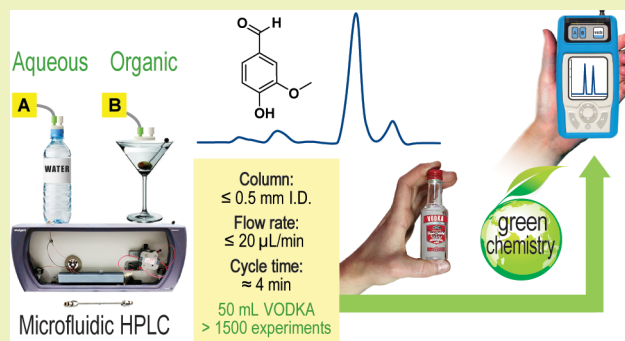 Aqueous Organic
A B
WATER
Microfluidic HPLC
O
H
O
OH
Column:
≤ 0.5 mm I.D.
Flow rate:
≤ 20 µL/min
Cycle time:
≈ 4 min
50 mL VODKA
> 1500 experiments
VODKA
green
chemistry